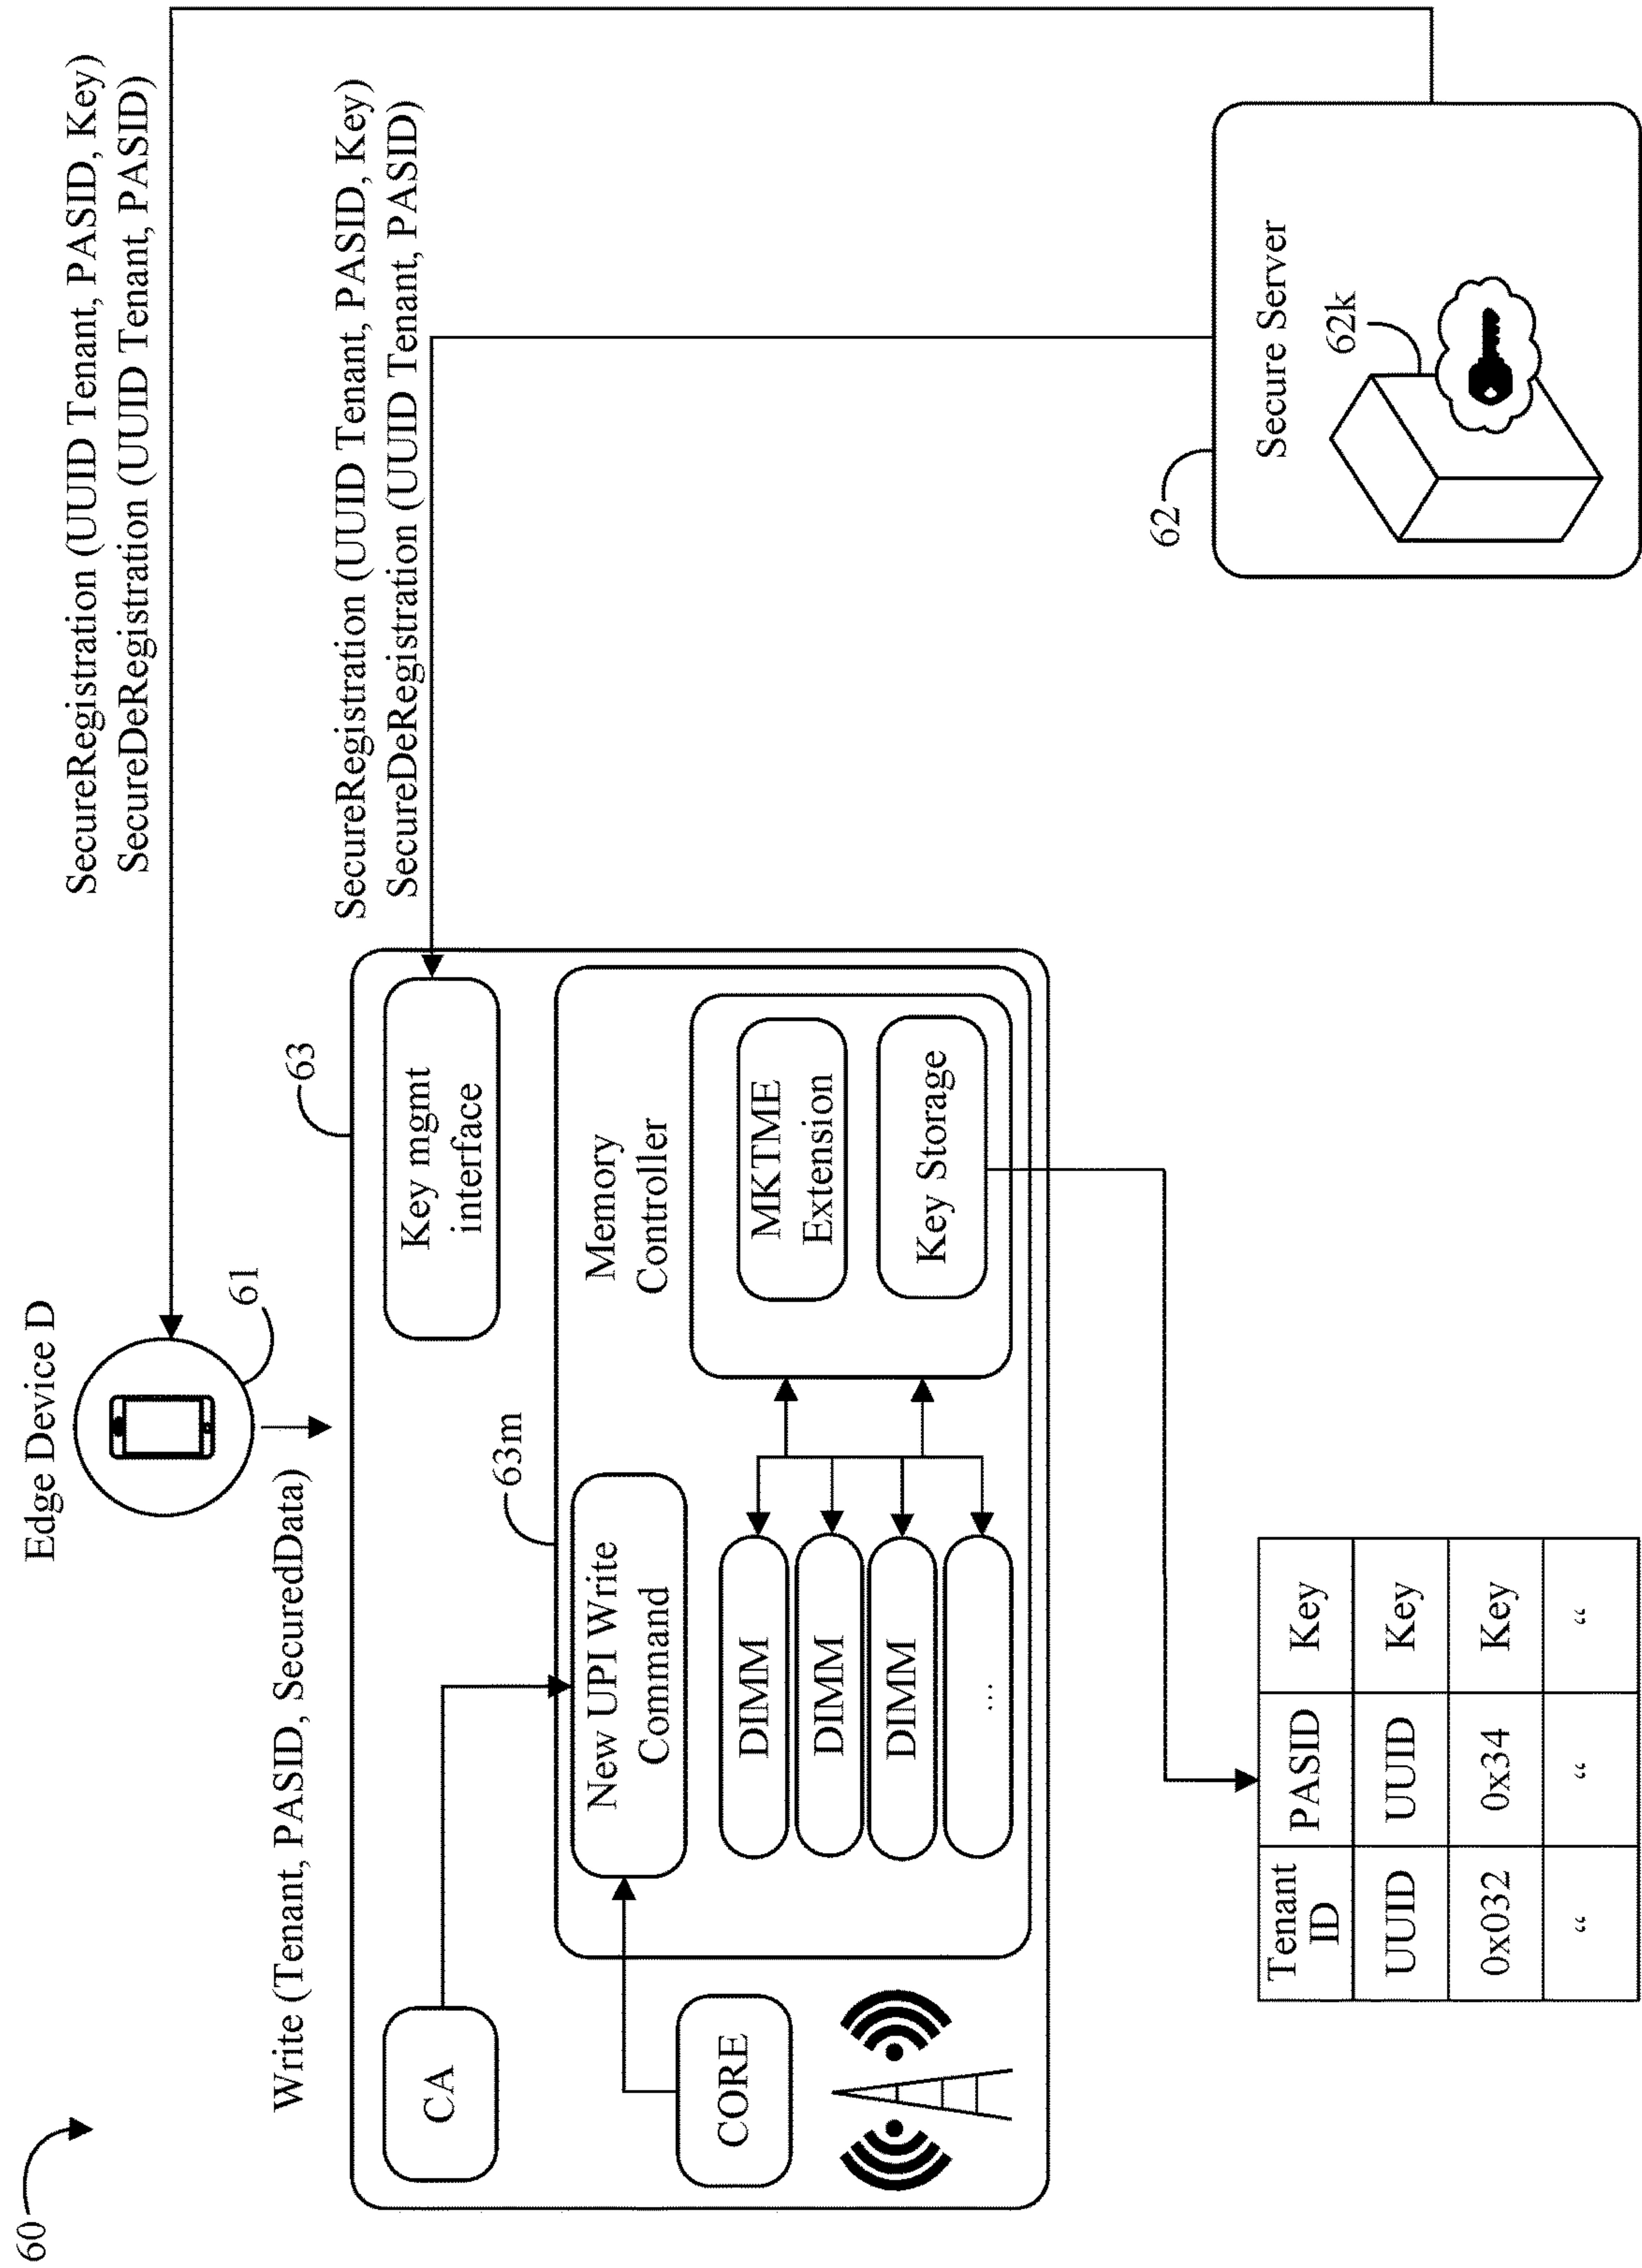 60
Edge Device D
61
SecureRegistration (UUID Tenant, PASID, Key)
SecureDeRegistration (UUID Tenant, PASID)
Write (Tenant, PASID, SecuredData)
63
SecureRegistration (UUID Tenant, PASID, Key)
SecureDeRegistration (UUID Tenant, PASID)
CA
Key mgmt
interface
63m
New UPI Write
Command
Memory
Controller
CORE
DIMM
DIMM
DIMM
...
MKTME
Extension
Key Storage
62
Secure Server
62k
Tenant
ID
PASID
Key
UUID
UUID
Key
0x032
0x34
Key
”
”
”